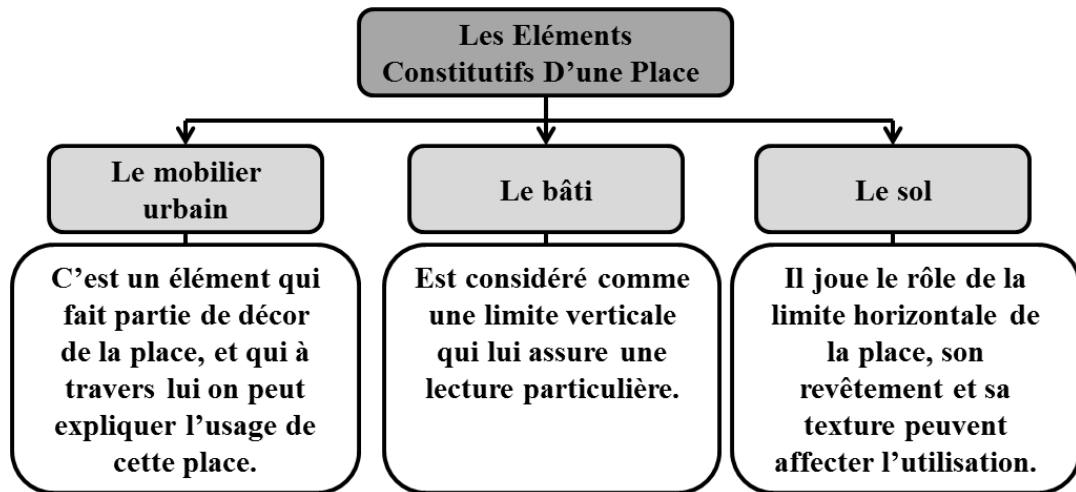 Les Eléments
Constitutifs D’une Place
Le mobilier
urbain
Le bâti
Le sol
C’est un élément qui
fait partie de décor
de la place, et qui à
travers lui on peut
expliquer l’usage de
cette place.
Est considéré comme
une limite verticale
qui lui assure une
lecture particulière.
Il joue le rôle de la
limite horizontale de
la place, son
revêtement et sa
texture peuvent
affecter l’utilisation.